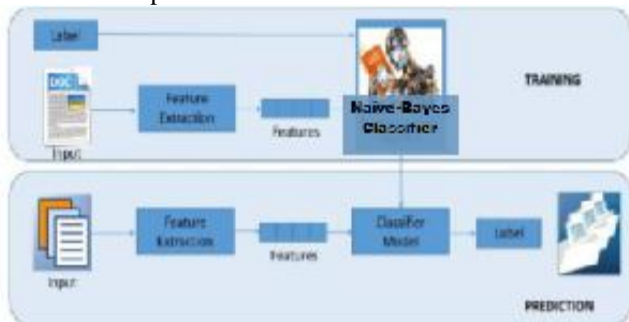 Label
DOC
TRAINING
Feature
Extraction
Features
Naive-Bayes
Classifier
Input
Feature
Extraction
Features
Classifier
Model
Label
Input
PREDICTION